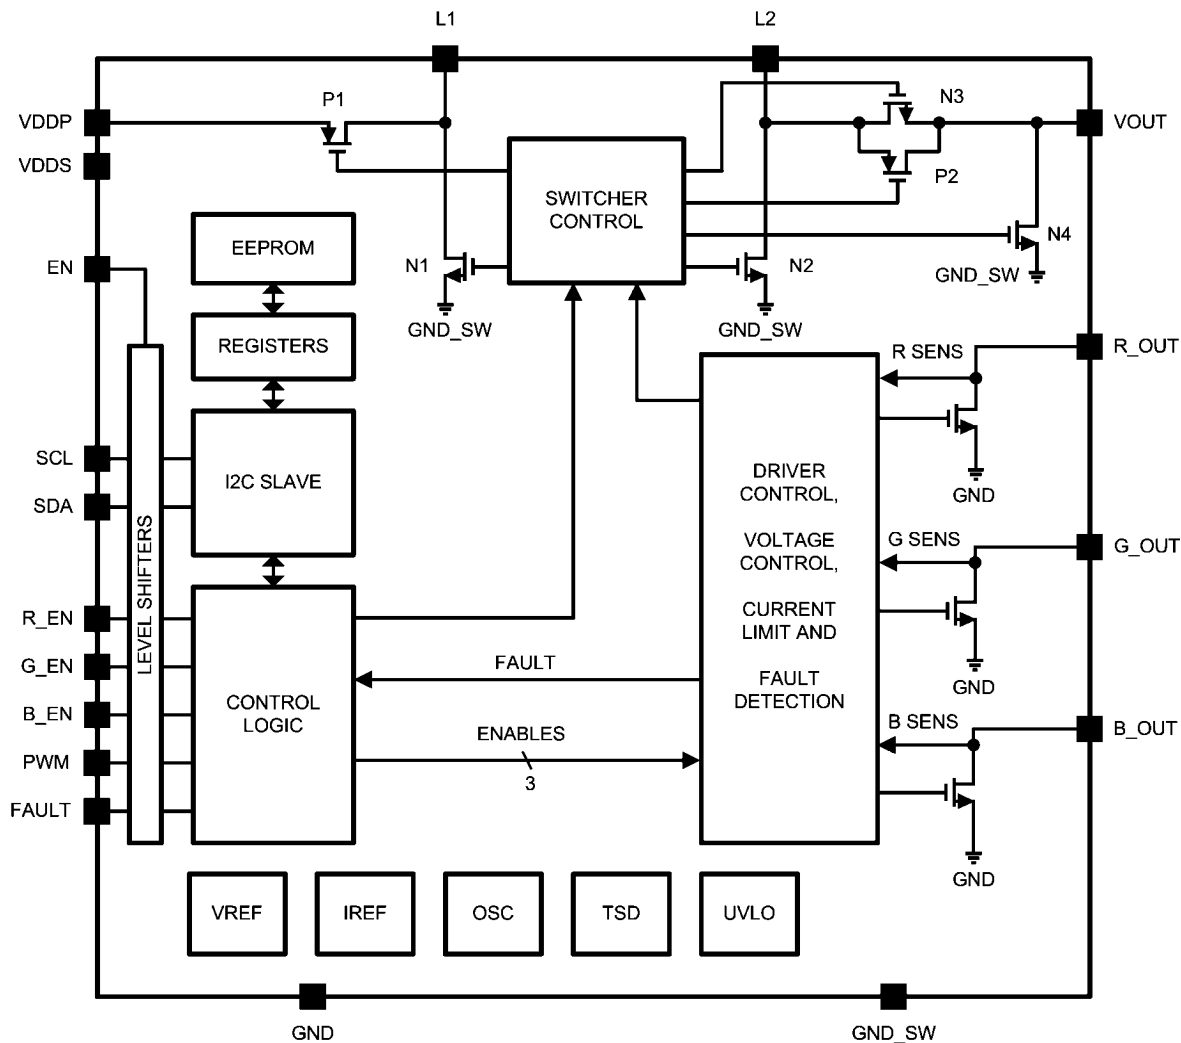 L1
L2
P1
N3
VDDP
VOUT
VDDS
P2
SWITCHER
CONTROL
EEPROM
N4
EN
N1
N2
GND_SW
GND_SW
GND_SW
REGISTERS
R SENS
R_OUT
SCL
I2C SLAVE
DRIVER
CONTROL,
GND
SDA
LEVEL SHIFTERS
VOLTAGE
CONTROL,
G SENS
G_OUT
R_EN
CURRENT
LIMIT AND
G_EN
FAULT
FAULT
DETECTION
GND
CONTROL
LOGIC
B_EN
B SENS
B_OUT
ENABLES
3
PWM
FAULT
GND
VREF
IREF
OSC
TSD
UVLO
GND
GND_SW